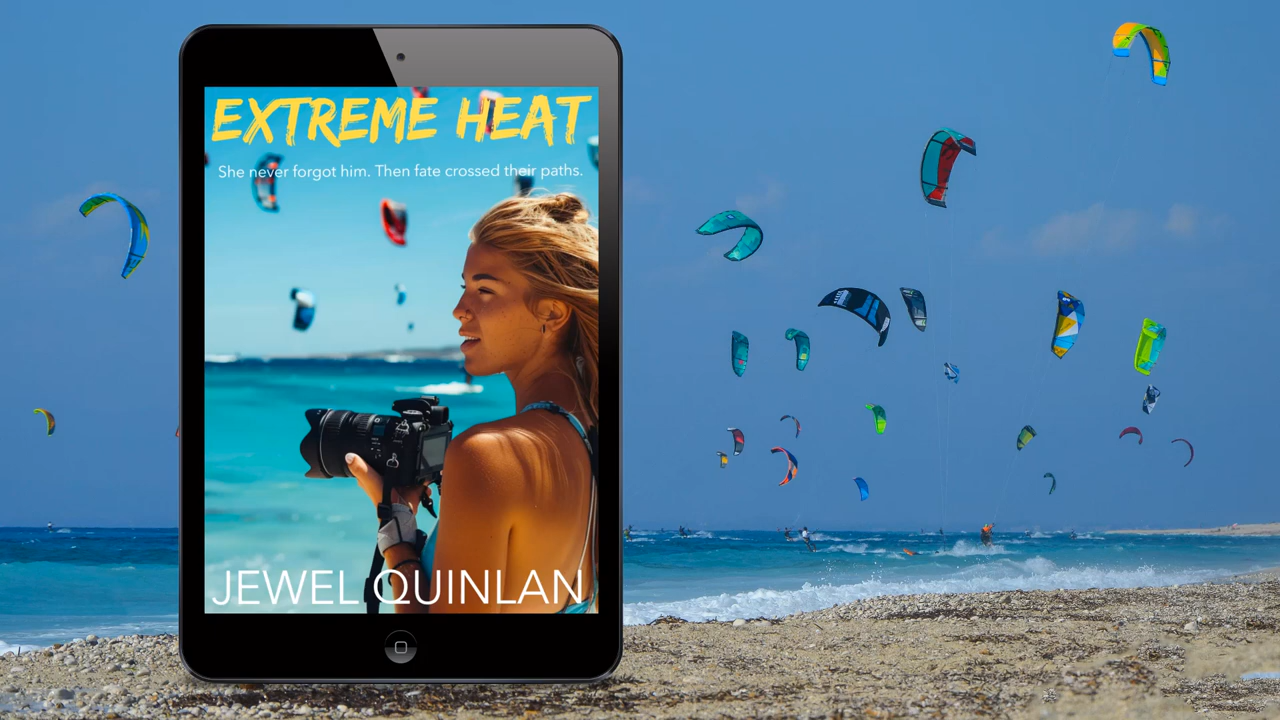 EXTREME HEAT
She never forgot him. Then fate crossed their paths.
JEWEL QUINLAN